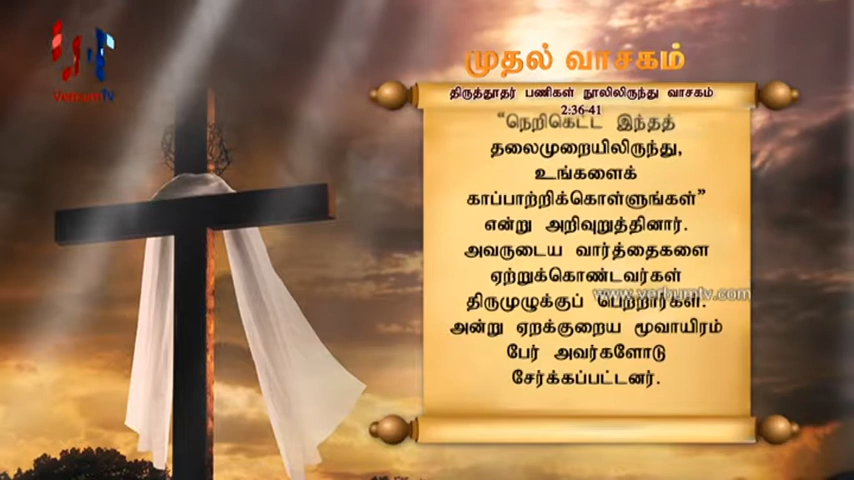 VerbumTV
முதல் வாசகம்
திருத்தூதர் பணிகள் நூலிலிருந்து வாசகம்
2:36-41
“நெறிகெட்ட இந்தத்
தலைமுறையிலிருந்து,
உங்களைக்
காப்பாற்றிக்கொள்ளுங்கள்”
என்று அறிவுறுத்தினார்.
அவருடைய வார்த்தைகளை
ஏற்றுக்கொண்டவர்கள்
திருமுழுக்குப் பெற்றார்கள்.
www.verbumtv.com
அன்று ஏறக்குறைய மூவாயிரம்
பேர் அவர்களோடு
சேர்க்கப்பட்டனர்.